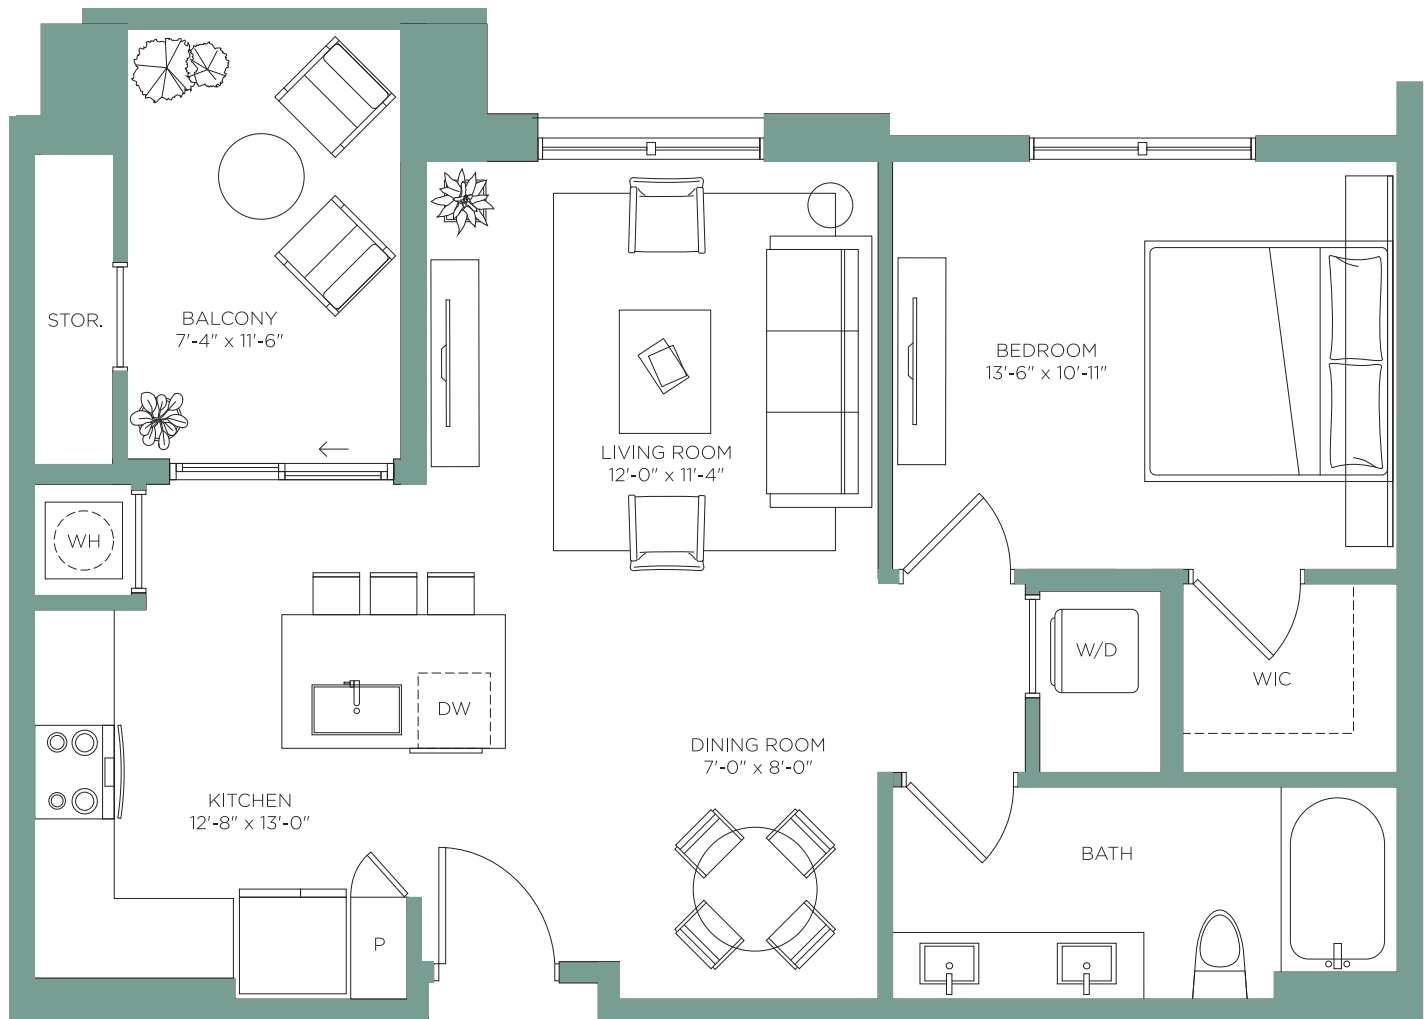 STOR.
BALCONY
7'-4" x 11'-6"
BEDROOM
13'-6" x 10'-11"
LIVING ROOM
12'-0" x 11'-4"
WH
W/D
WIC
DW
DINING ROOM
7'-0" x 8'-0"
KITCHEN
12'-8" x 13'-0"
BATH
P